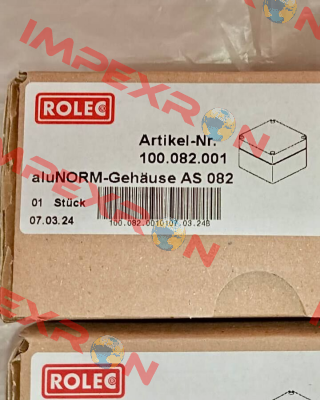 IMPEXRON
ROLEC
Artikel-Nr.
100.082.001
aluNORM-Gehäuse AS 082
01 Stück
07.03.24
100.082.0010107.03.24B
IMPEXRON
ROLEC